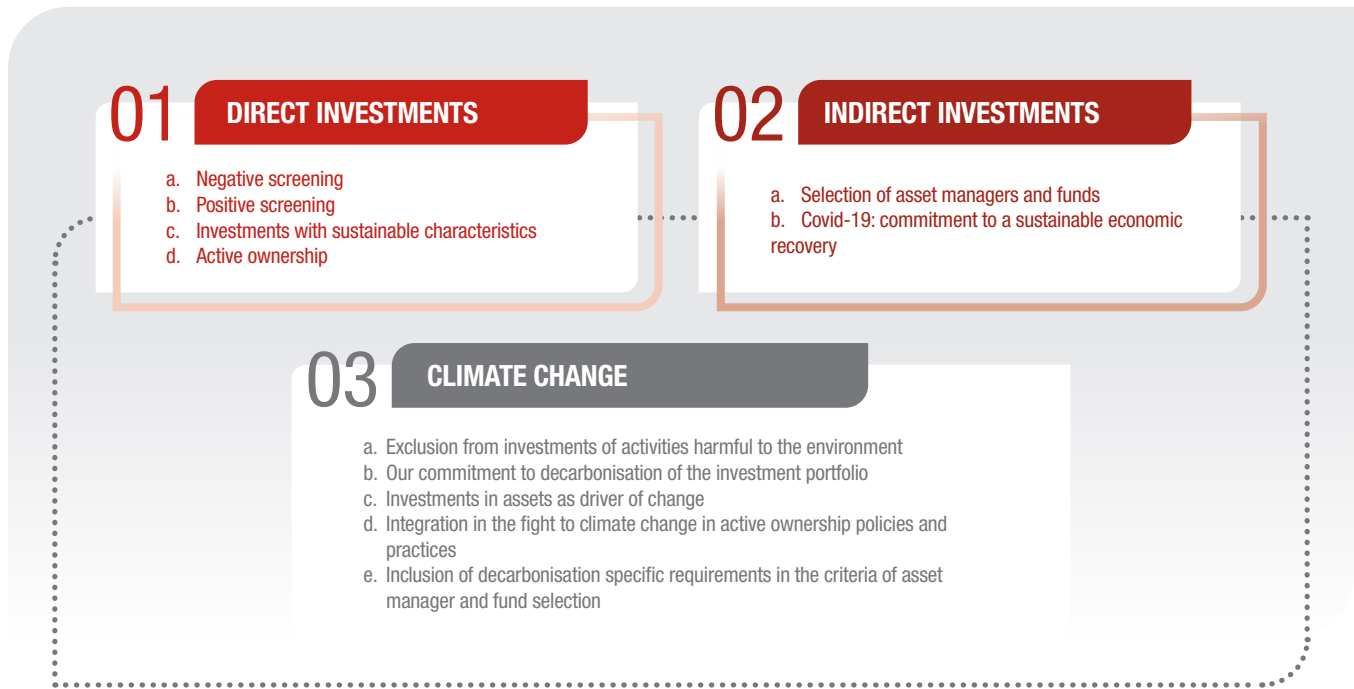 01 DIRECT INVESTMENTS
a. Negative screening
b. Positive screening
c. Investments with sustainable characteristics
d. Active ownership
02 INDIRECT INVESTMENTS
a. Selection of asset managers and funds
b. Covid-19: commitment to a sustainable economic
recovery
03 CLIMATE CHANGE
a. Exclusion from investments of activities harmful to the environment
b. Our commitment to decarbonisation of the investment portfolio
c. Investments in assets as driver of change
d. Integration in the fight to climate change in active ownership policies and
practices
e. Inclusion of decarbonisation specific requirements in the criteria of asset
manager and fund selection